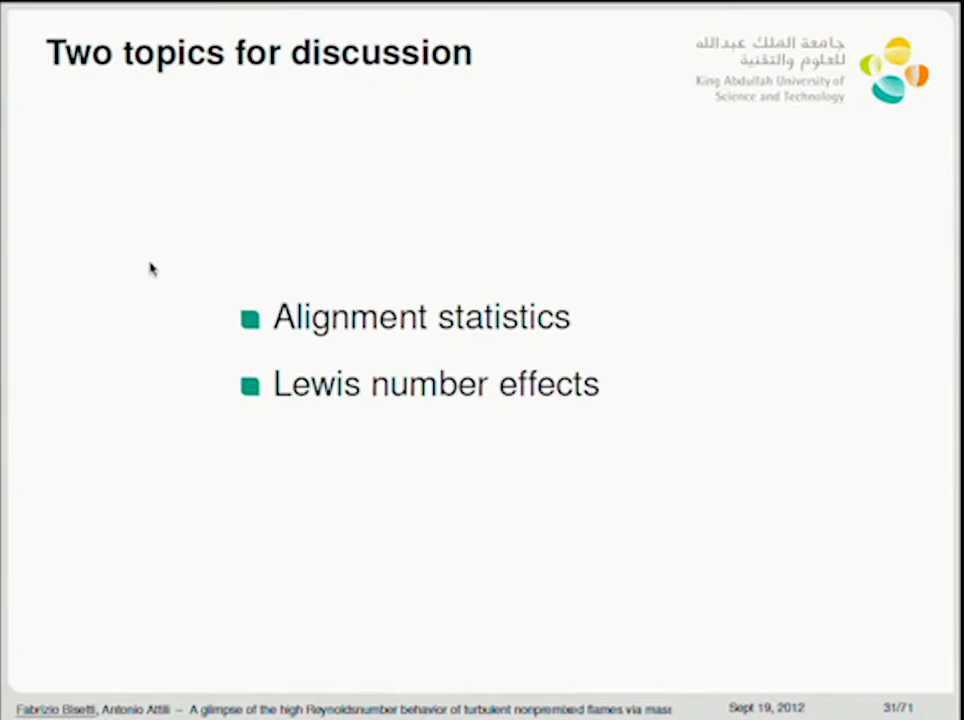 Two topics for discussion
جامعة الملك عبدالله
للعلوم والتقنية
King Abdullah University of
Science and Technology
Alignment statistics
Lewis number effects
Fabrizio Bisetti, Antonio Attili – A glimpse of the high Reynoldsnumber behavior of turbulent nonpremixed flames via mass
Sept 19, 2012
31/71